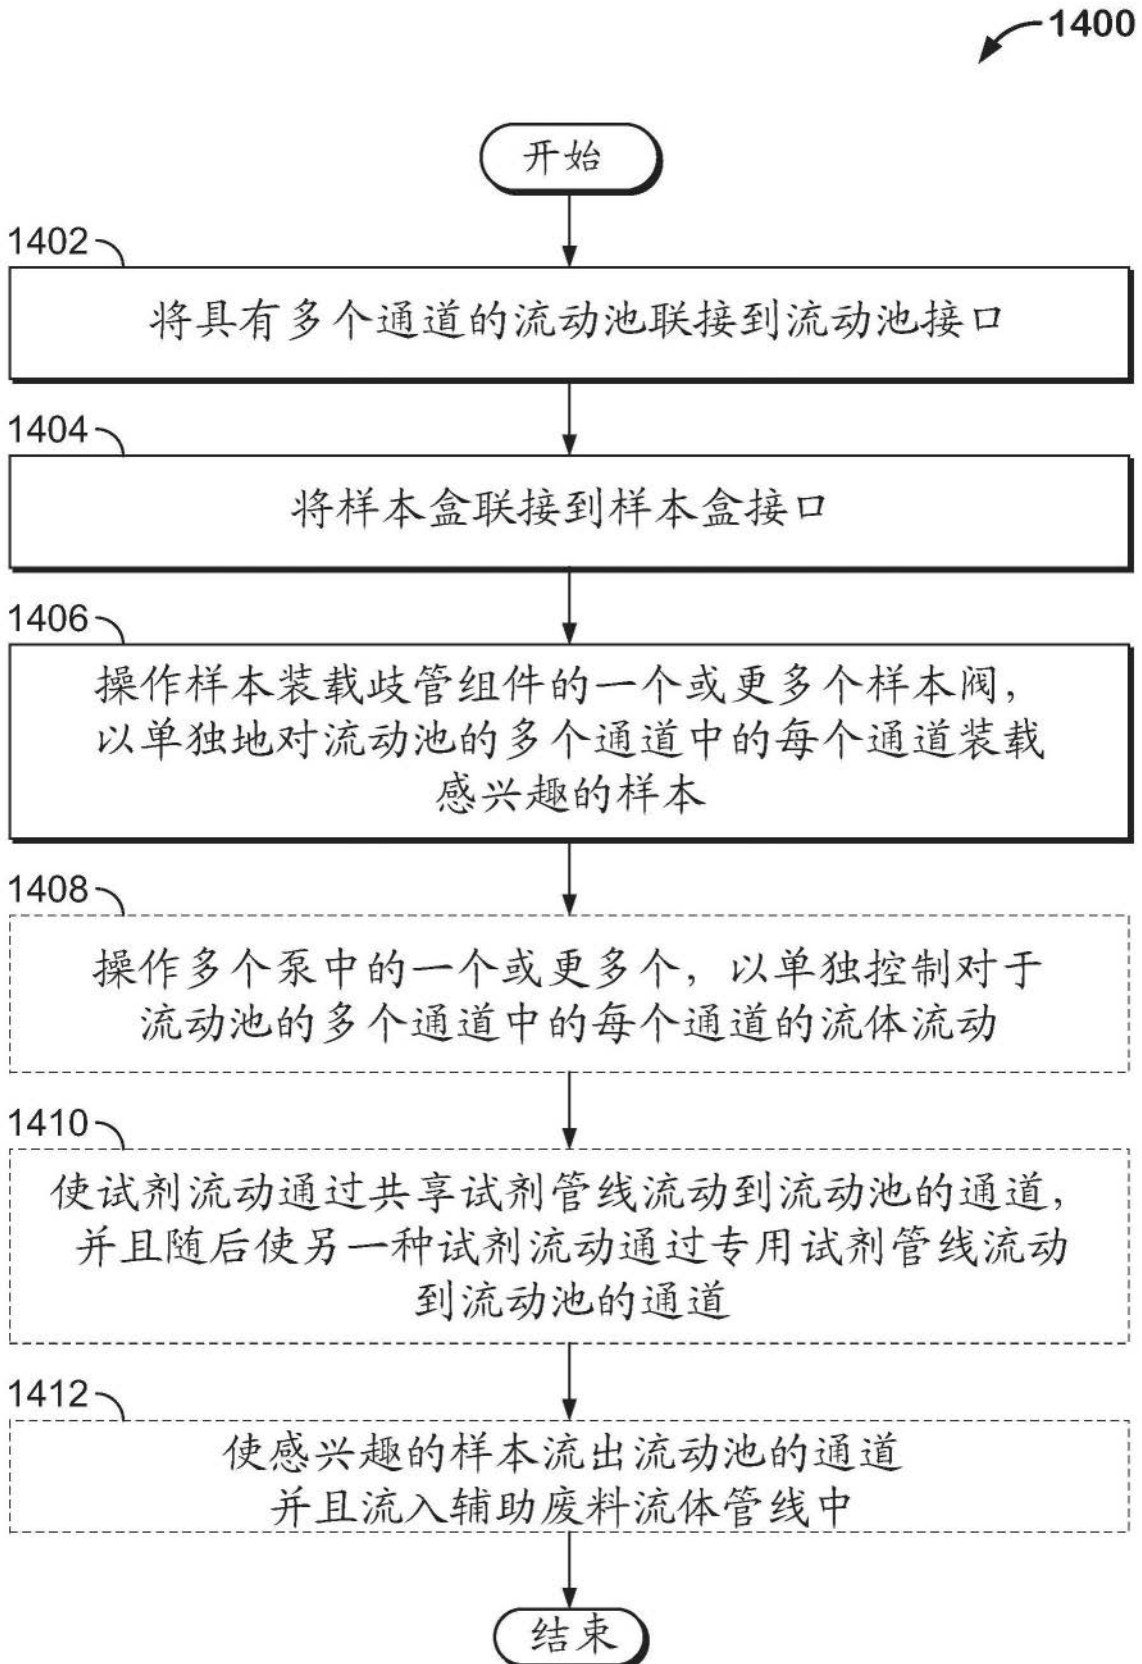 1400
开始
1402
将具有多个通道的流动池联接到流动池接口
1404
将样本盒联接到样本盒接口
1406
操作样本装载歧管组件的一个或更多个样本阀，
以单独地对流动池的多个通道中的每个通道装载
感兴趣的样本
1408
操作多个泵中的一个或更多个，以单独控制对于
流动池的多个通道中的每个通道的流体流动
1410
使试剂流动通过共享试剂管线流动到流动池的通道，
并且随后使另一种试剂流动通过专用试剂管线流动
到流动池的通道
1412
使感兴趣的样本流出流动池的通道
并且流入辅助废料流体管线中
结束